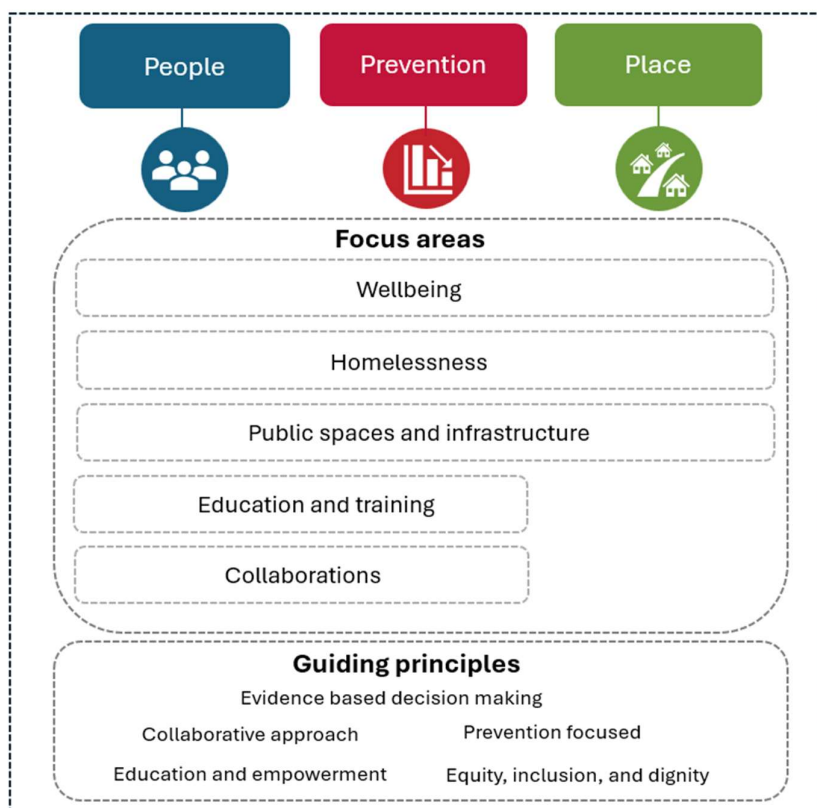 People
Prevention
Place
Focus areas
Wellbeing
Homelessness
Public spaces and infrastructure
Education and training
Collaborations
Guiding principles
Evidence based decision making
Collaborative approach
Prevention focused
Education and empowerment
Equity, inclusion, and dignity